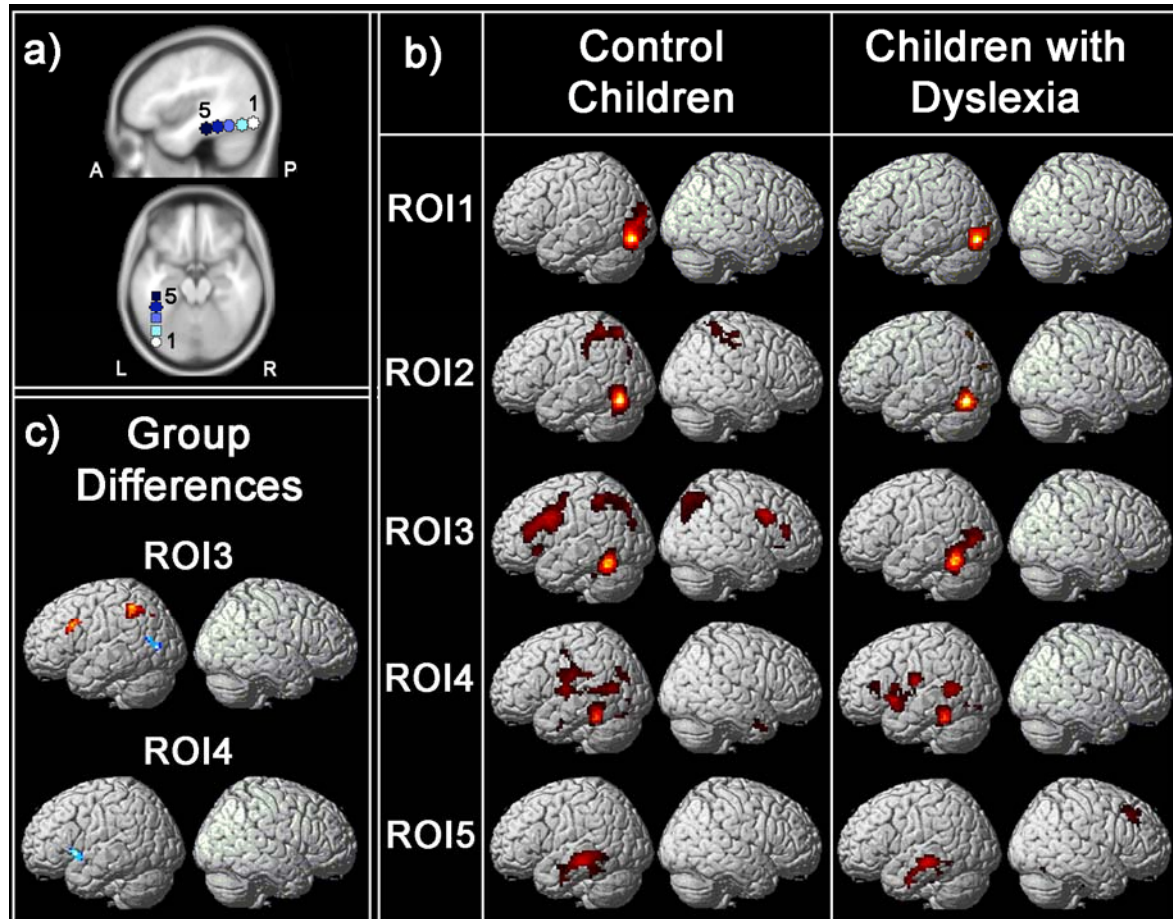 a)
5
1
A
P
5
1
L
R
b)
Control
Children
Children with
Dyslexia
ROI1
ROI2
ROI3
ROI4
ROI5
c)
Group
Differences
ROI3
ROI4